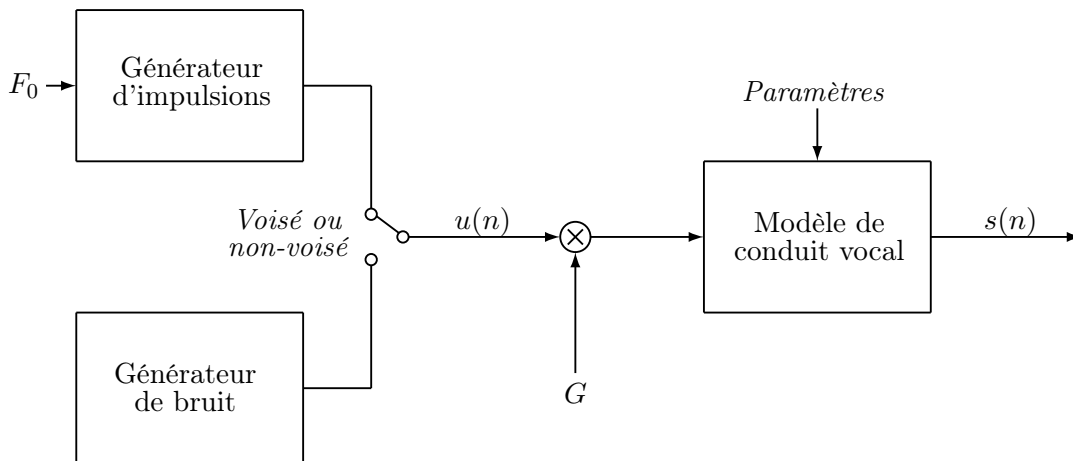 Générateur
d'impulsions
F₀
Paramètres
Voisé ou
non-voisé
u(n)
Modèle de
conduit vocal
s(n)
Générateur
de bruit
G